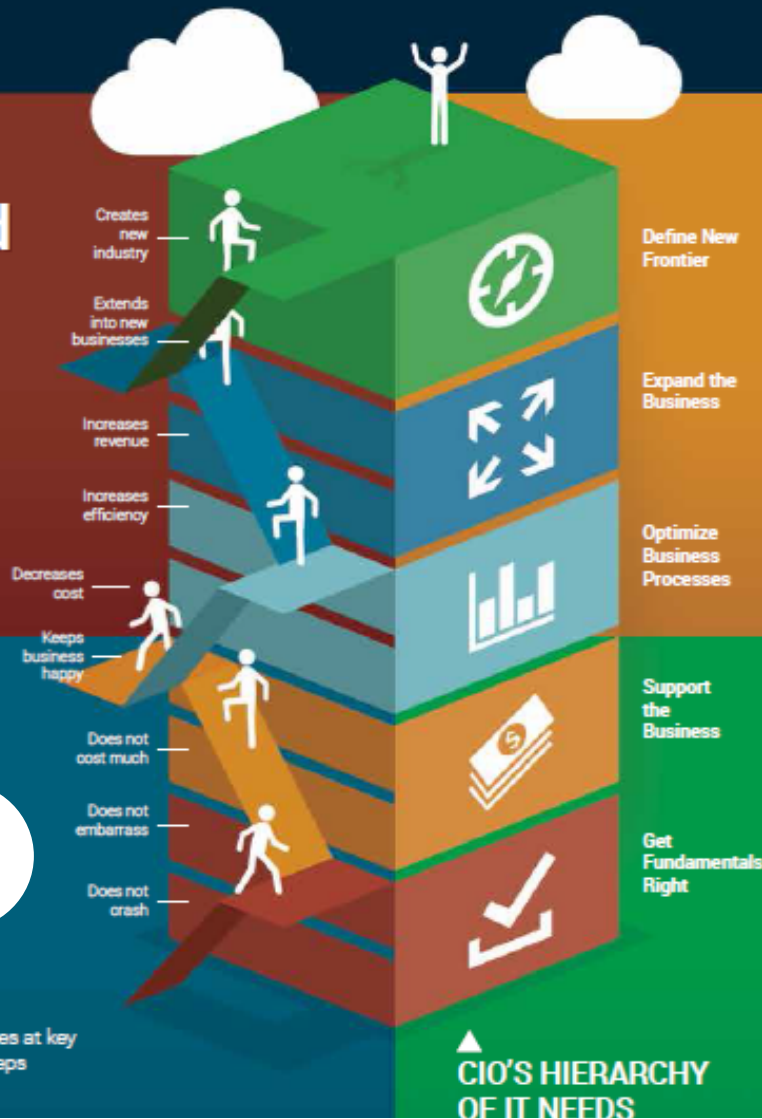 Creates
new
industry
Extends
into new
businesses
Increases
revenue
Increases
efficiency
Decreases
cost
Keeps
business
happy
Does not
cost much
Does not
embarrass
Does not
crash
Define New
Frontier
Expand the
Business
Optimize
Business
Processes
Support
the
Business
Get
Fundamentals
Right
at key
CIO'S HIERARCHY
OF IT NEEDS